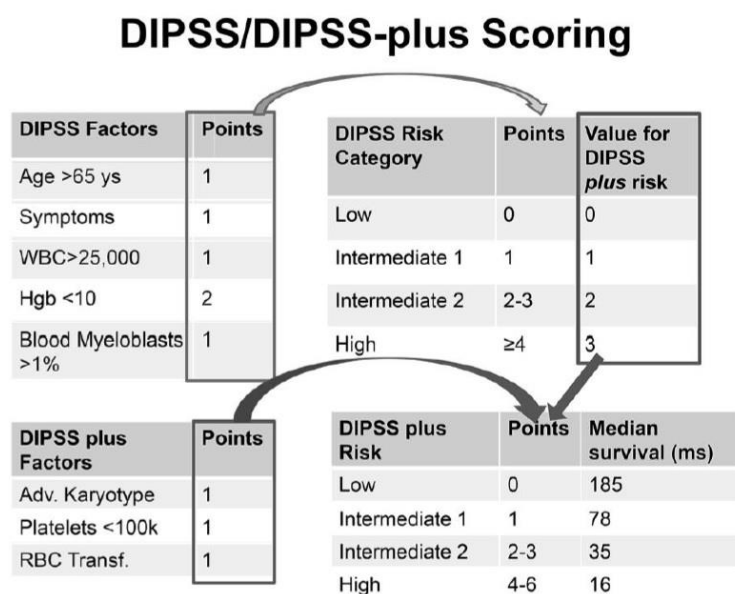 DIPSS/DIPSS-plus Scoring
DIPSS Factors Points
Age >65 ys 1
Symptoms 1
WBC>25,000 1
Hgb <10 2
Blood Myeloblasts 1
>1%
DIPSS Risk Points Value for
Category DIPSS
plus risk
Low 0 0
Intermediate 1 1 1
Intermediate 2 2-3 2
High ≥4 3
DIPSS plus Points
Factors
Adv. Karyotype 1
Platelets <100k 1
RBC Transf. 1
DIPSS plus Points Median
Risk survival (ms)
Low 0 185
Intermediate 1 1 78
Intermediate 2 2-3 35
High 4-6 16